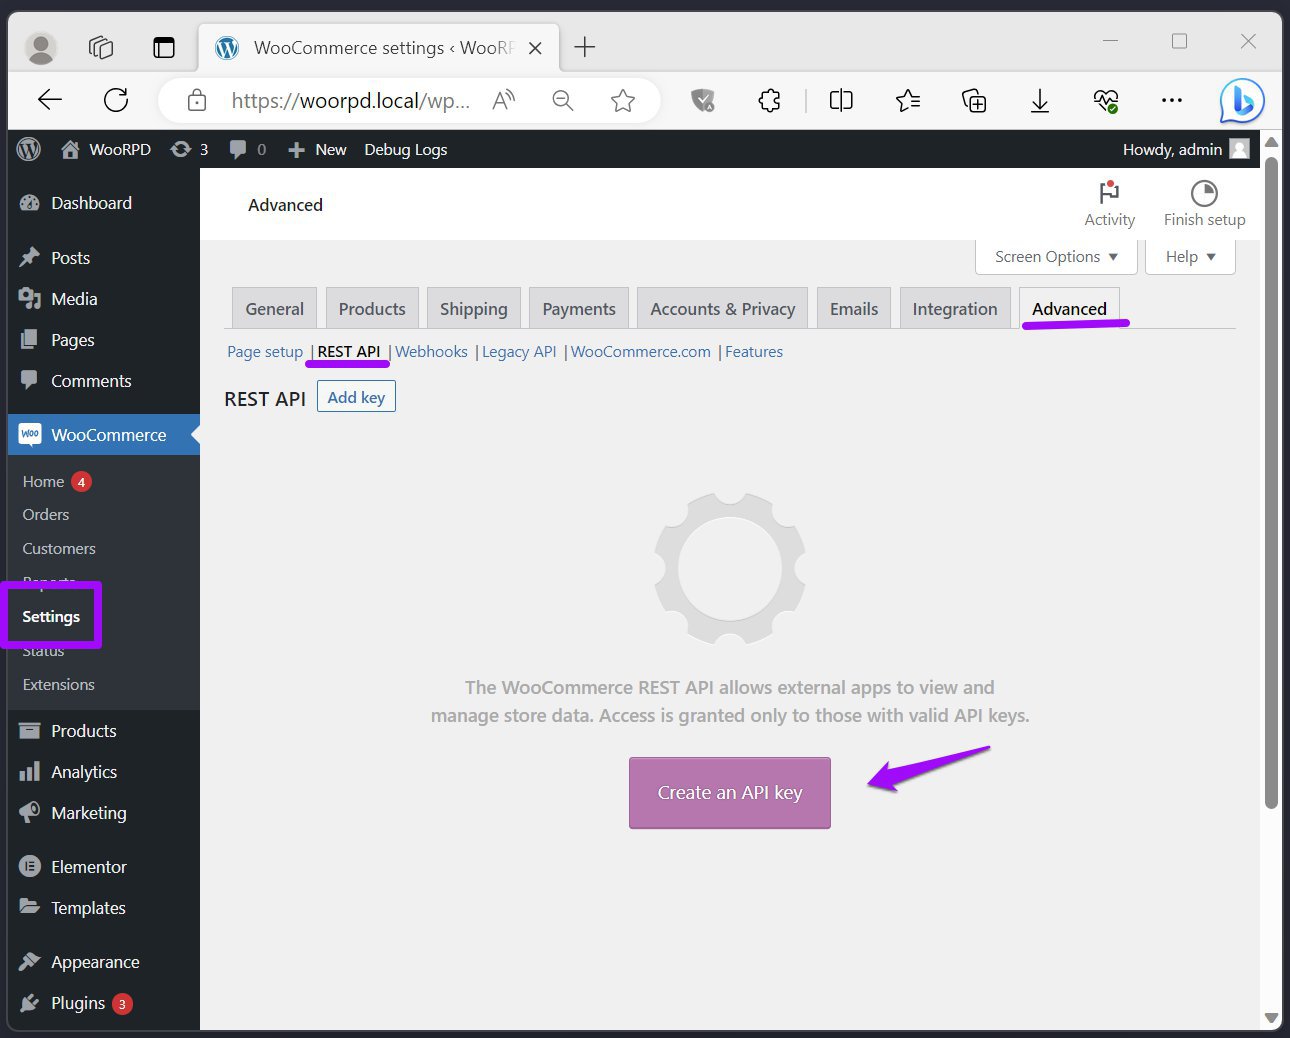 WooCommerce settings ‹ WooRP
https://woorpd.local/wp...
WooRPD 3 0 New Debug Logs Howdy, admin
Dashboard
Posts
Media
Pages
Comments
woo WooCommerce
Home 4
Orders
Customers
Reports
Settings
Status
Extensions
Products
Analytics
Marketing
Elementor
Templates
Appearance
Plugins 3
Advanced
Activity
Finish setup
Screen Options ▼ Help ▼
General Products Shipping Payments Accounts & Privacy Emails Integration Advanced
Page setup | REST API | Webhooks | Legacy API | WooCommerce.com | Features
REST API Add key
The WooCommerce REST API allows external apps to view and
manage store data. Access is granted only to those with valid API keys.
Create an API key